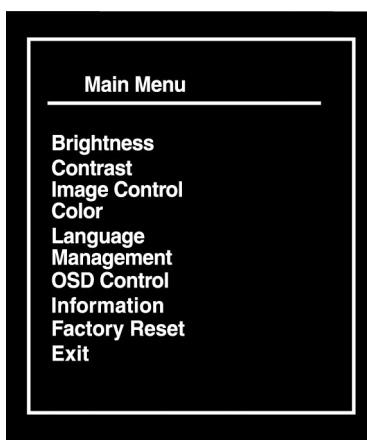 Main Menu
Brightness
Contrast
Image Control
Color
Language
Management
OSD Control
Information
Factory Reset
Exit